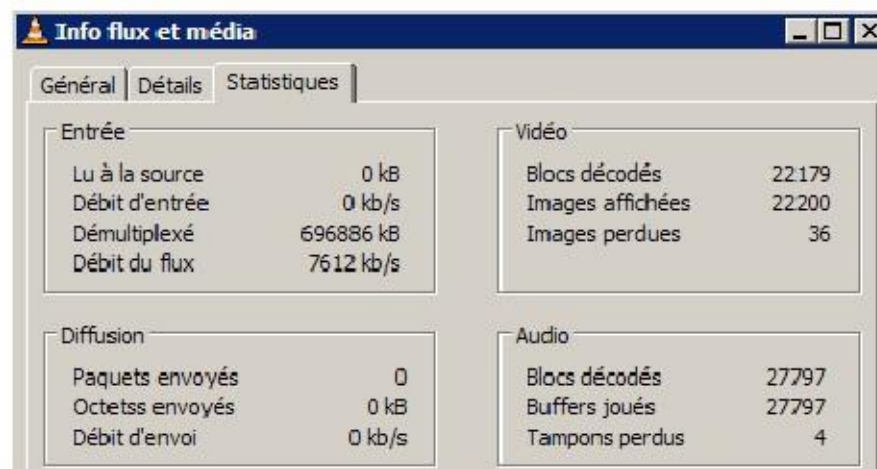 Info flux et média
Général Détails Statistiques
Entrée
Lu à la source 0 kB
Débit d'entrée 0 kb/s
Démultiplexé 696886 kB
Débit du flux 7612 kb/s
Vidéo
Blocs décodés 22179
Images affichées 22200
Images perdues 36
Diffusion
Paquets envoyés 0
Octetss envoyés 0 kB
Débit d'envoi 0 kb/s
Audio
Blocs décodés 27797
Buffers joués 27797
Tampons perdus 4